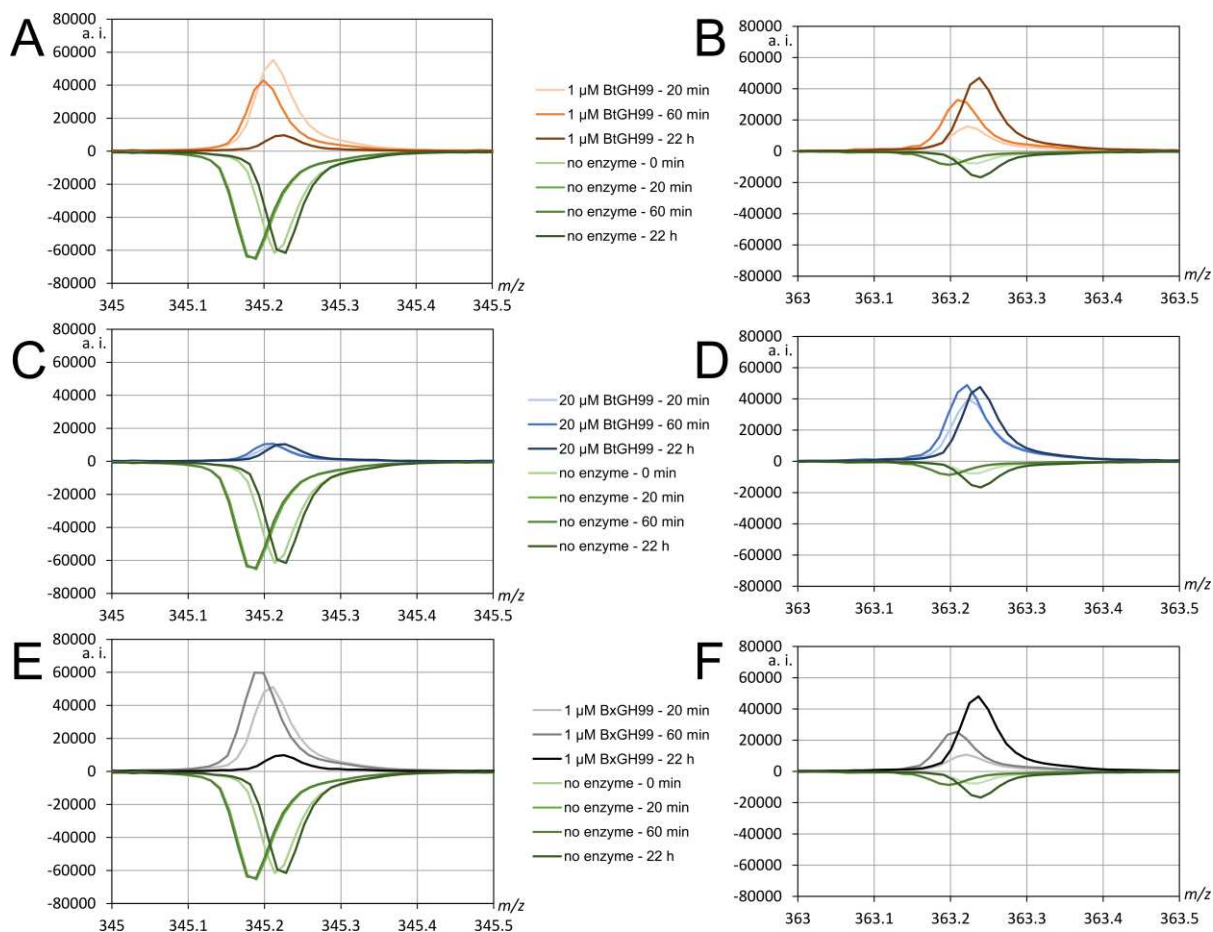 A
80000
a. i.
60000
40000
20000
0
-20000
-40000
-60000
-80000
345 345.1 345.2 345.3 345.4 345.5
m/z
1 µM BtGH99 - 20 min
1 µM BtGH99 - 60 min
1 µM BtGH99 - 22 h
no enzyme - 0 min
no enzyme - 20 min
no enzyme - 60 min
no enzyme - 22 h
B
80000
a. i.
60000
40000
20000
0
-20000
-40000
-60000
-80000
363 363.1 363.2 363.3 363.4 363.5
m/z
C
80000
a. i.
60000
40000
20000
0
-20000
-40000
-60000
-80000
345 345.1 345.2 345.3 345.4 345.5
m/z
20 µM BtGH99 - 20 min
20 µM BtGH99 - 60 min
20 µM BtGH99 - 22 h
no enzyme - 0 min
no enzyme - 20 min
no enzyme - 60 min
no enzyme - 22 h
D
80000
a. i.
60000
40000
20000
0
-20000
-40000
-60000
-80000
363 363.1 363.2 363.3 363.4 363.5
m/z
E
80000
a. i.
60000
40000
20000
0
-20000
-40000
-60000
-80000
345 345.1 345.2 345.3 345.4 345.5
m/z
1 µM BxGH99 - 20 min
1 µM BxGH99 - 60 min
1 µM BxGH99 - 22 h
no enzyme - 0 min
no enzyme - 20 min
no enzyme - 60 min
no enzyme - 22 h
F
80000
a. i.
60000
40000
20000
0
-20000
-40000
-60000
-80000
363 363.1 363.2 363.3 363.4 363.5
m/z